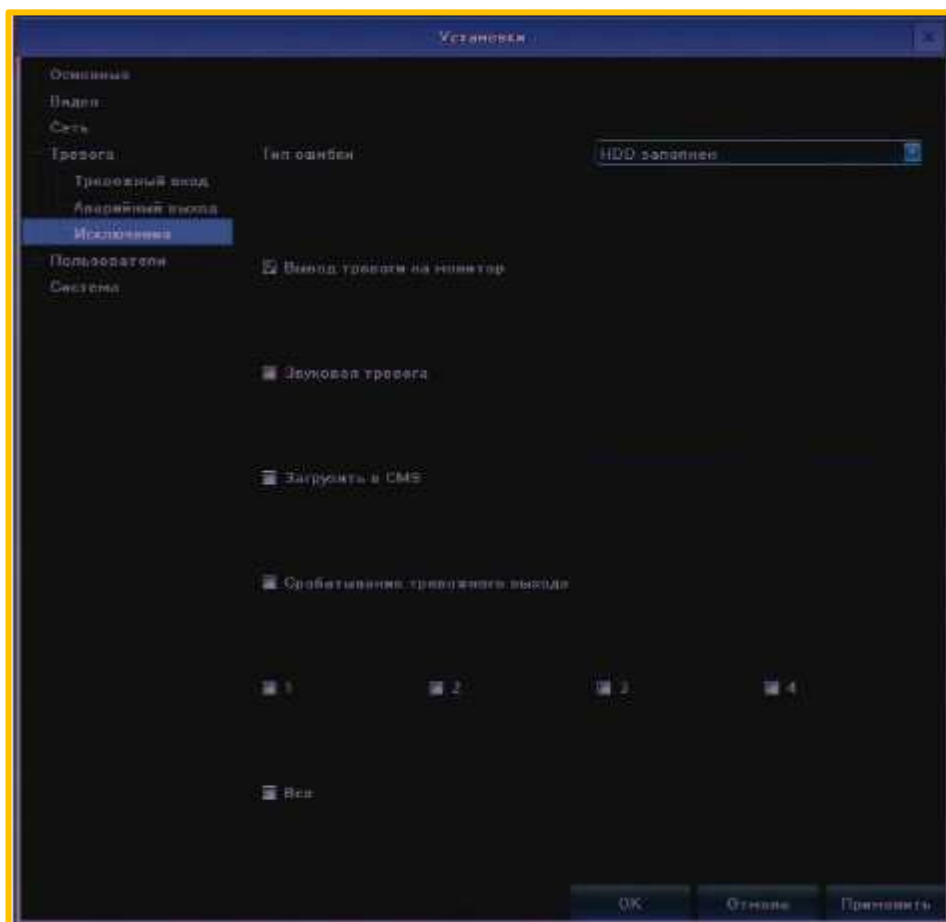 Установки
Основные
Видео
Сеть
Тревога
Тип ошибки
HDD заполнен
Тревожный вход
Аварийный выход
Исключения
Пользователи
Вывод тревоги на монитор
Система
Звуковая тревога
Загрузить в CMS
Срабатывание тревожного выхода
1 2 3 4
Все
OK Отмена Применить